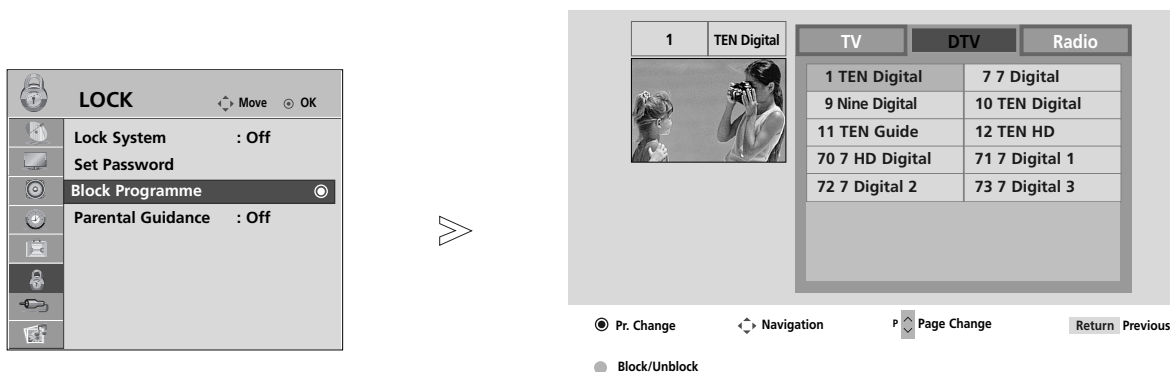 LOCK
Move OK
Lock System : Off
Set Password
Block Programme
Parental Guidance : Off
1 TEN Digital
TV DTV Radio
1 TEN Digital 7 7 Digital
9 Nine Digital 10 TEN Digital
11 TEN Guide 12 TEN HD
70 7 HD Digital 71 7 Digital 1
72 7 Digital 2 73 7 Digital 3
Pr. Change Navigation P Page Change Return Previous
Block/Unblock